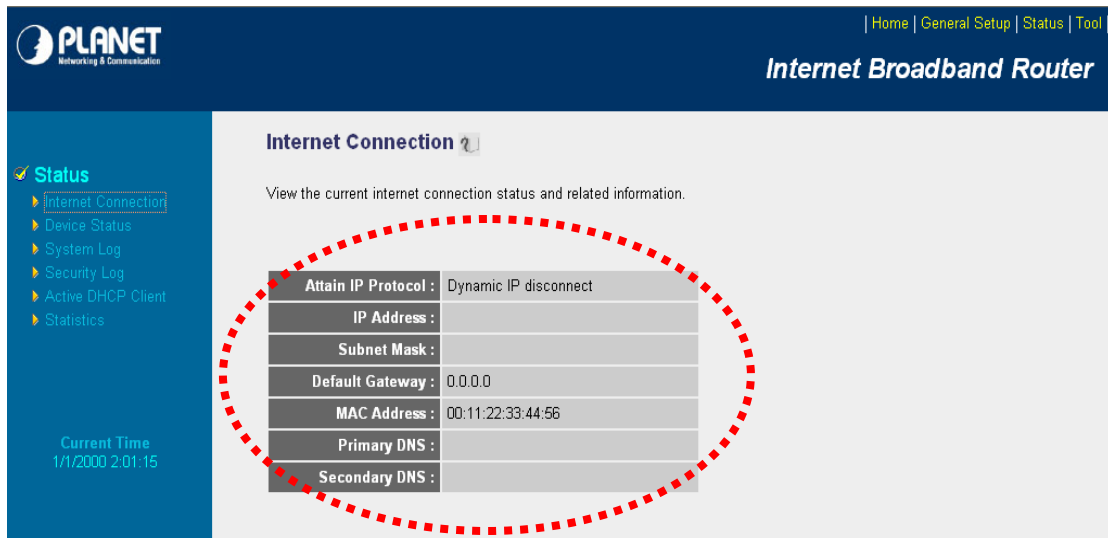 PLANET
Networking & Communication
| Home | General Setup | Status | Tool |
Internet Broadband Router
Status
Internet Connection
Device Status
System Log
Security Log
Active DHCP Client
Statistics
Current Time
1/1/2000 2:01:15
Internet Connection
View the current internet connection status and related information.
Attain IP Protocol : Dynamic IP disconnect
IP Address :
Subnet Mask :
Default Gateway : 0.0.0.0
MAC Address : 00:11:22:33:44:56
Primary DNS :
Secondary DNS :